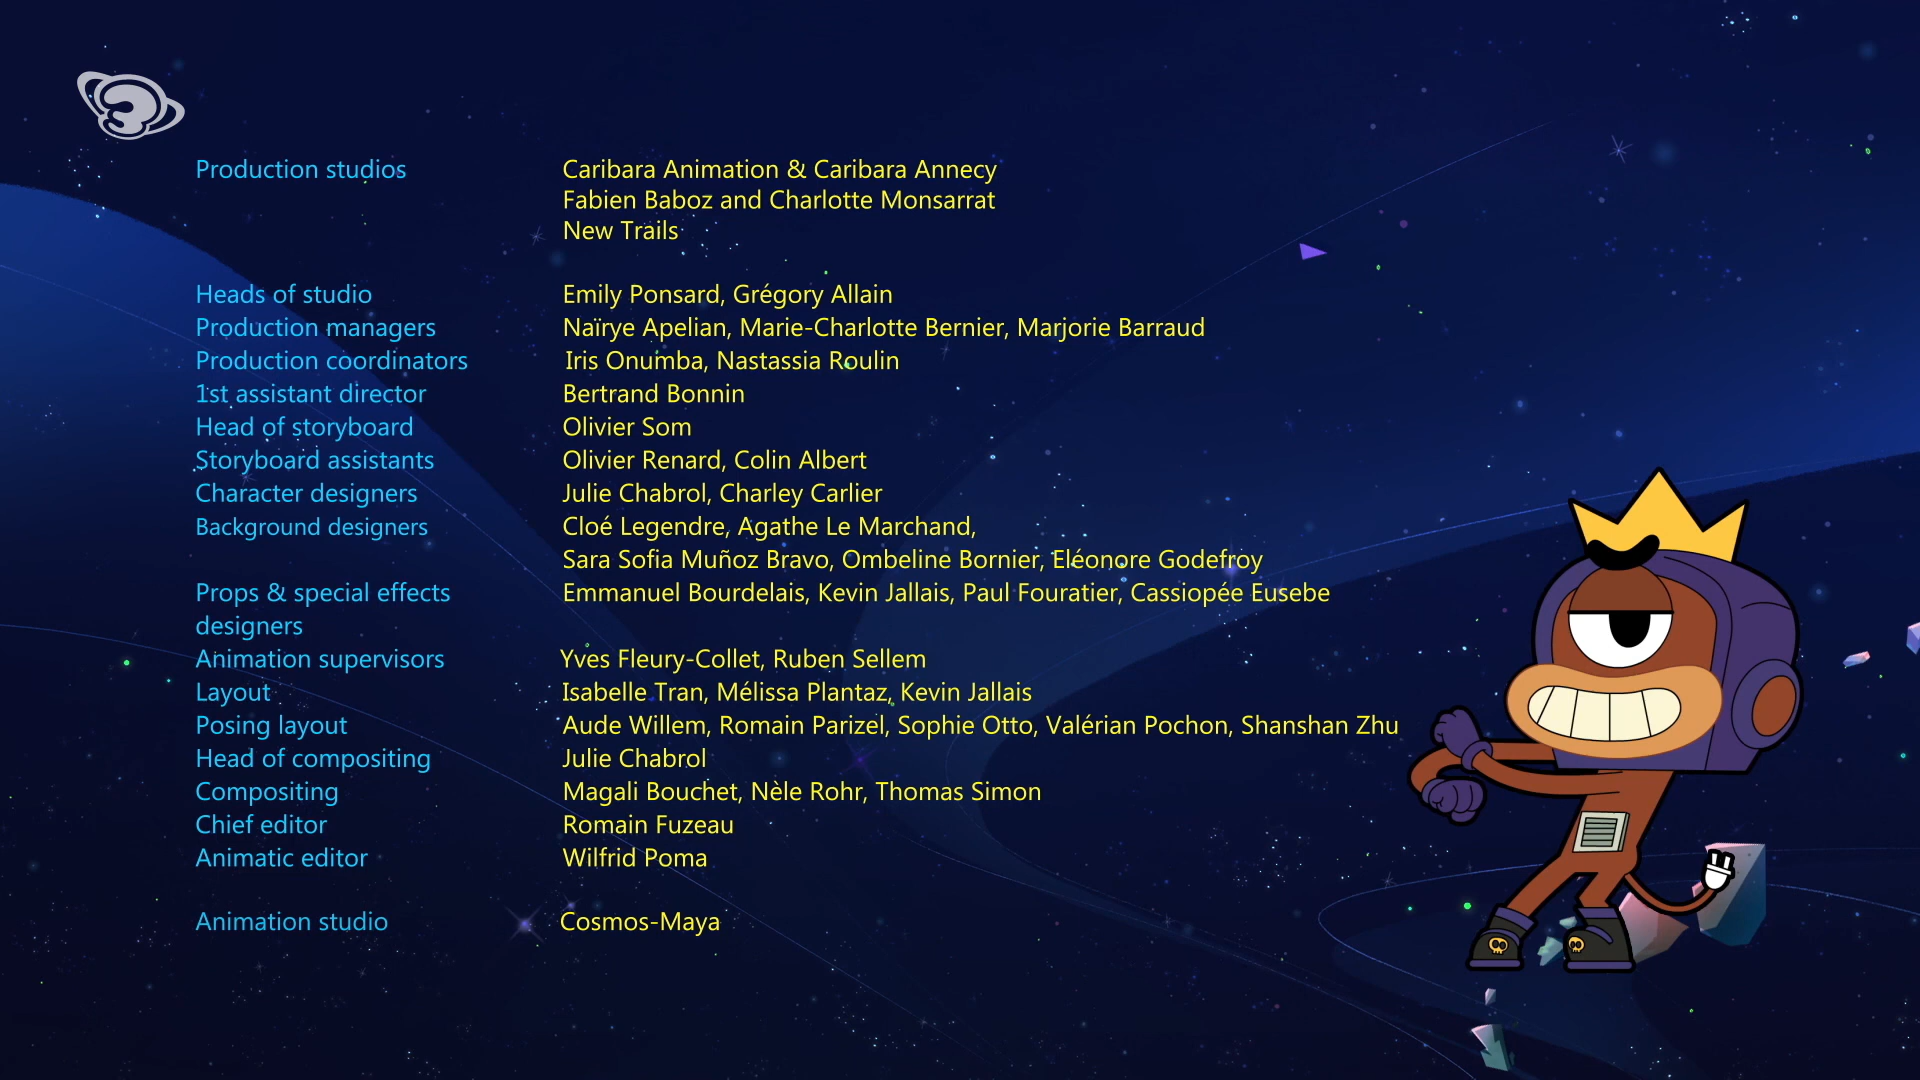 3
Production studios Caribara Animation & Caribara Annecy
Fabien Baboz and Charlotte Monsarrat
New Trails
Heads of studio Emily Ponsard, Grégory Allain
Production managers Naïrye Apelian, Marie-Charlotte Bernier, Marjorie Barraud
Production coordinators Iris Onumba, Nastassia Roulin
1st assistant director Bertrand Bonnin
Head of storyboard Olivier Som
Storyboard assistants Olivier Renard, Colin Albert
Character designers Julie Chabrol, Charley Carlier
Background designers Cloé Legendre, Agathe Le Marchand,
Sara Sofia Muñoz Bravo, Ombeline Bornier, Eléonore Godefroy
Props & special effects Emmanuel Bourdelais, Kevin Jallais, Paul Fouratier, Cassiopée Eusebe
designers
Animation supervisors Yves Fleury-Collet, Ruben Sellem
Layout Isabelle Tran, Mélissa Plantaz, Kevin Jallais
Posing layout Aude Willem, Romain Parizel, Sophie Otto, Valérian Pochon, Shanshan Zhu
Head of compositing Julie Chabrol
Compositing Magali Bouchet, Nèle Rohr, Thomas Simon
Chief editor Romain Fuzeau
Animatic editor Wilfrid Poma
Animation studio Cosmos-Maya